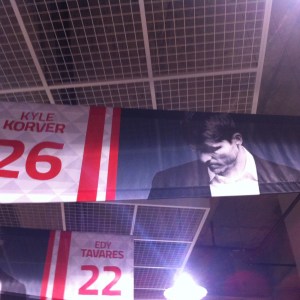 KYLE
KORVER
26
EDY
TAVARES
22